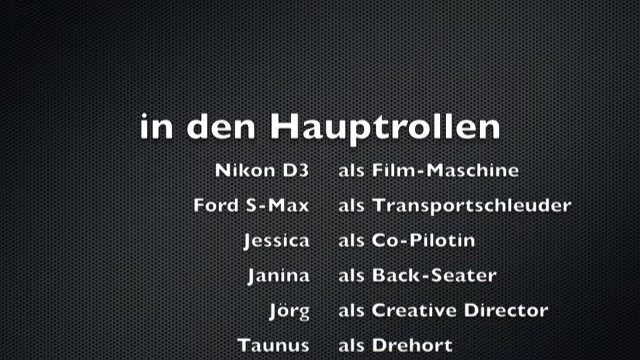 in den Hauptrollen
Nikon D3 als Film-Maschine
Ford S-Max als Transportschleuder
Jessica als Co-Pilotin
Janina als Back-Seater
Jörg als Creative Director
Taunus als Drehort